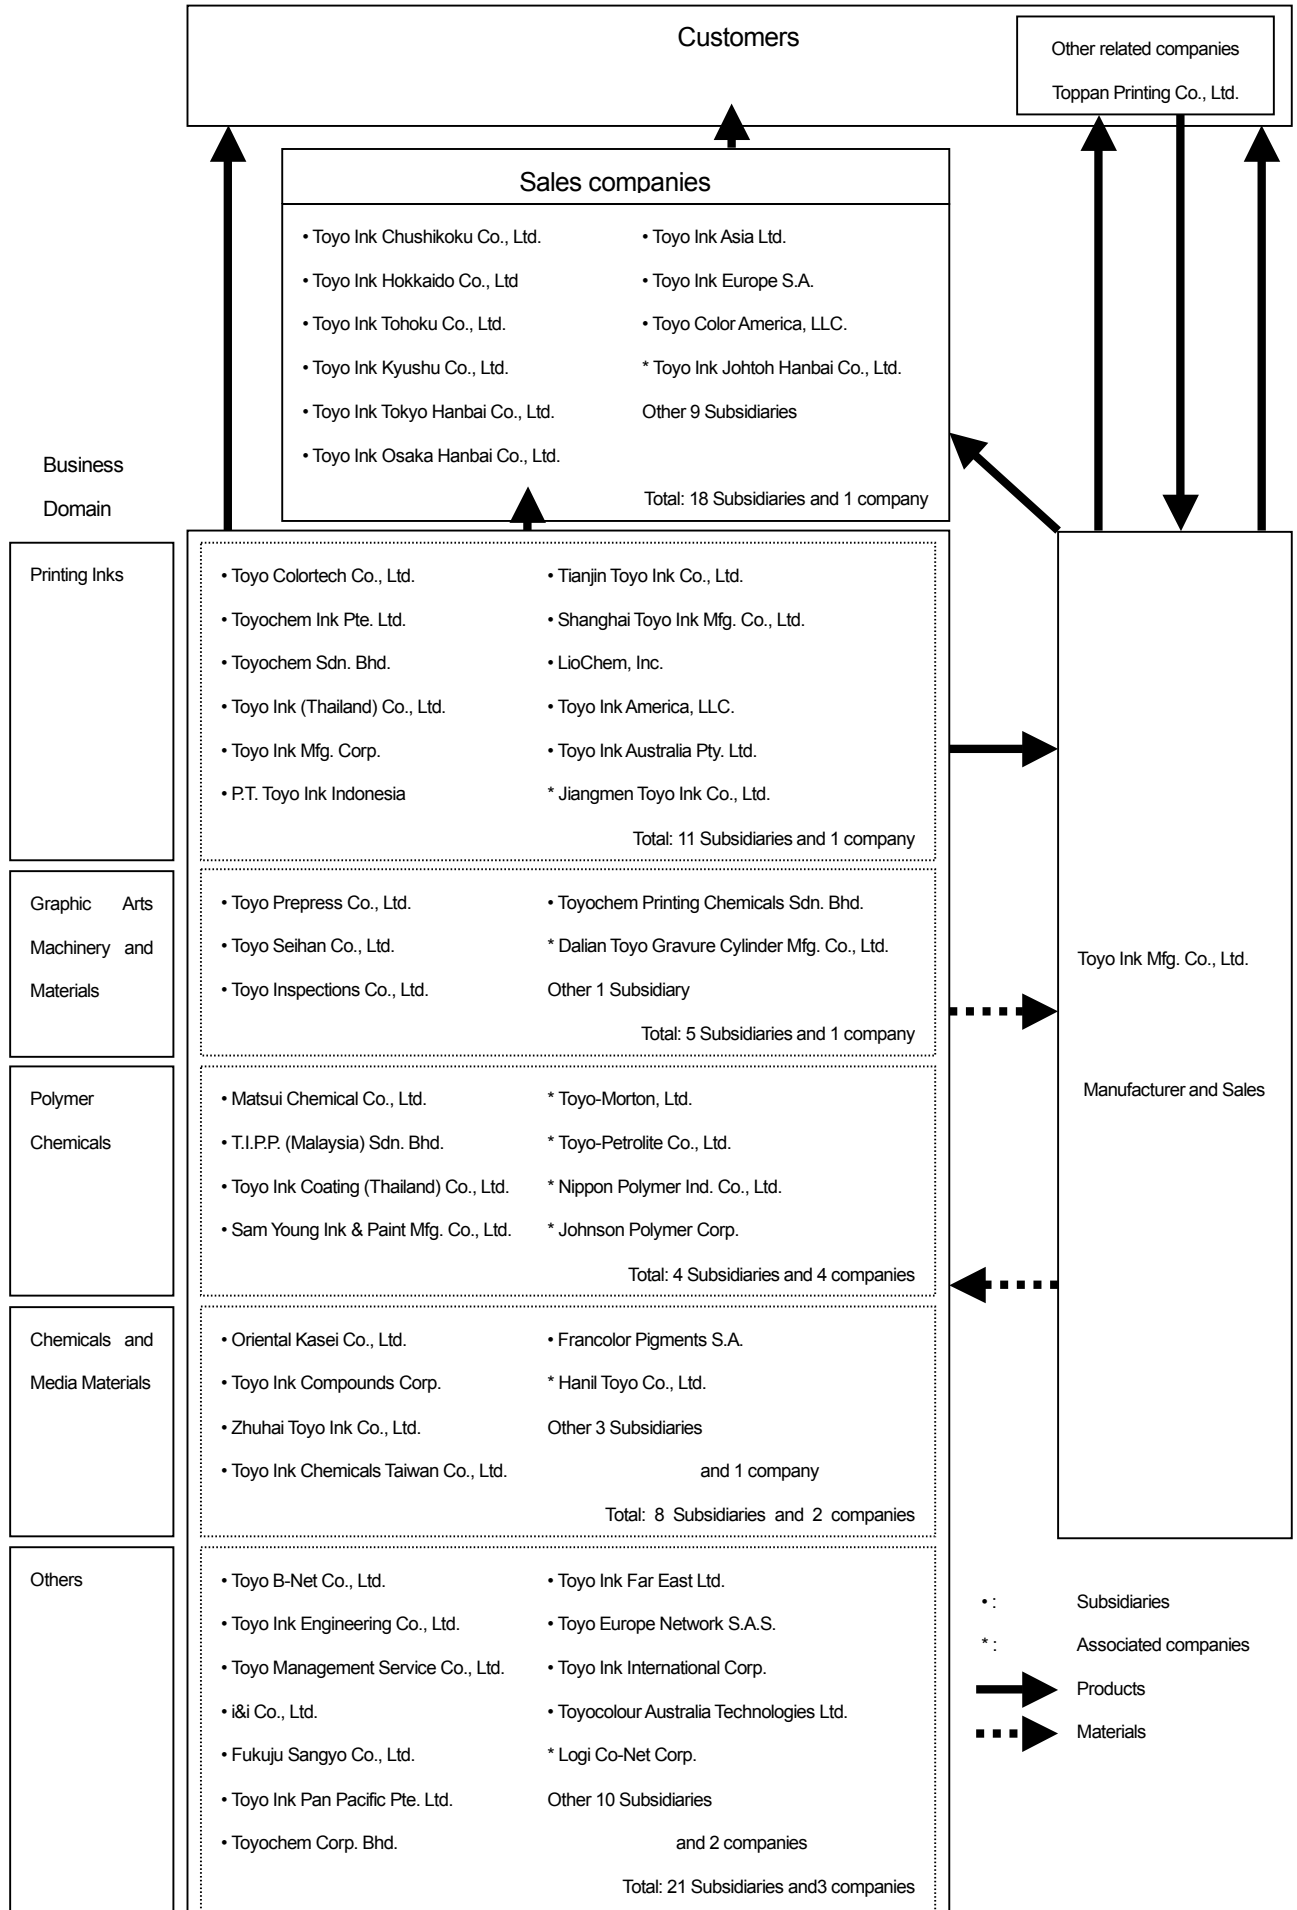 Customers
Other related companies
Toppan Printing Co., Ltd.
Sales companies
• Toyo Ink Chushikoku Co., Ltd.
• Toyo Ink Hokkaido Co., Ltd
• Toyo Ink Tohoku Co., Ltd.
• Toyo Ink Kyushu Co., Ltd.
• Toyo Ink Tokyo Hanbai Co., Ltd.
• Toyo Ink Osaka Hanbai Co., Ltd.
• Toyo Ink Asia Ltd.
• Toyo Ink Europe S.A.
• Toyo Color America, LLC.
* Toyo Ink Johtoh Hanbai Co., Ltd.
Other 9 Subsidiaries
Total: 18 Subsidiaries and 1 company
Business
Domain
Printing Inks
• Toyo Colortech Co., Ltd.
• Toyochem Ink Pte. Ltd.
• Toyochem Sdn. Bhd.
• Toyo Ink (Thailand) Co., Ltd.
• Toyo Ink Mfg. Corp.
• P.T. Toyo Ink Indonesia
• Tianjin Toyo Ink Co., Ltd.
• Shanghai Toyo Ink Mfg. Co., Ltd.
• LioChem, Inc.
• Toyo Ink America, LLC.
• Toyo Ink Australia Pty. Ltd.
* Jiangmen Toyo Ink Co., Ltd.
Total: 11 Subsidiaries and 1 company
Graphic Arts
Machinery and
Materials
• Toyo Prepress Co., Ltd.
• Toyo Seihan Co., Ltd.
• Toyo Inspections Co., Ltd.
• Toyochem Printing Chemicals Sdn. Bhd.
* Dalian Toyo Gravure Cylinder Mfg. Co., Ltd.
Other 1 Subsidiary
Total: 5 Subsidiaries and 1 company
Polymer
Chemicals
• Matsui Chemical Co., Ltd.
• T.I.P.P. (Malaysia) Sdn. Bhd.
• Toyo Ink Coating (Thailand) Co., Ltd.
• Sam Young Ink & Paint Mfg. Co., Ltd.
* Toyo-Morton, Ltd.
* Toyo-Petrolite Co., Ltd.
* Nippon Polymer Ind. Co., Ltd.
* Johnson Polymer Corp.
Total: 4 Subsidiaries and 4 companies
Chemicals and
Media Materials
• Oriental Kasei Co., Ltd.
• Toyo Ink Compounds Corp.
• Zhuhai Toyo Ink Co., Ltd.
• Toyo Ink Chemicals Taiwan Co., Ltd.
• Francolor Pigments S.A.
* Hanil Toyo Co., Ltd.
Other 3 Subsidiaries
and 1 company
Total: 8 Subsidiaries and 2 companies
Others
• Toyo B-Net Co., Ltd.
• Toyo Ink Engineering Co., Ltd.
• Toyo Management Service Co., Ltd.
• i&i Co., Ltd.
• Fukuju Sangyo Co., Ltd.
• Toyo Ink Pan Pacific Pte. Ltd.
• Toyochem Corp. Bhd.
• Toyo Ink Far East Ltd.
• Toyo Europe Network S.A.S.
• Toyo Ink International Corp.
• Toyocolour Australia Technologies Ltd.
* Logi Co-Net Corp.
Other 10 Subsidiaries
and 2 companies
Total: 21 Subsidiaries and3 companies
Toyo Ink Mfg. Co., Ltd.
Manufacturer and Sales
• : Subsidiaries
* : Associated companies
Products
Materials